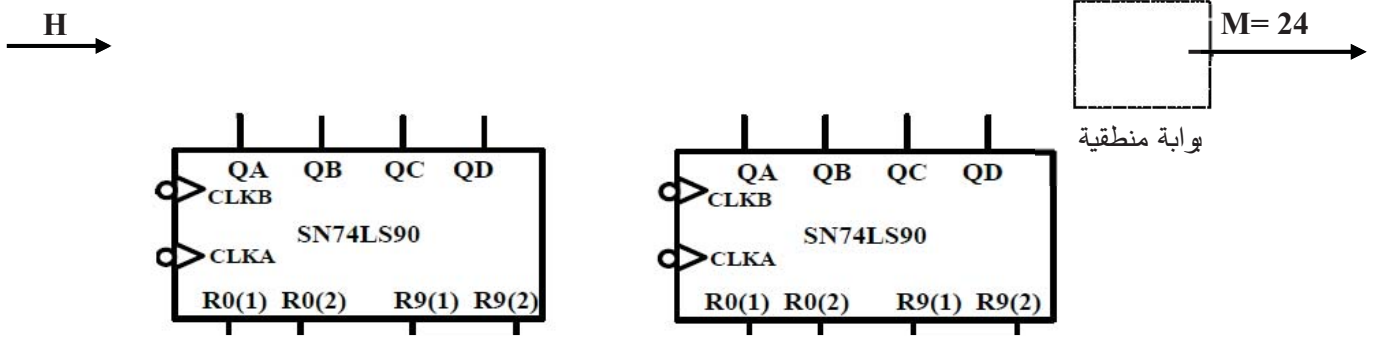 H
M= 24
بوابة منطقية
QA QB QC QD
CLKB
SN74LS90
CLKA
R0(1) R0(2) R9(1) R9(2)
QA QB QC QD
CLKB
SN74LS90
CLKA
R0(1) R0(2) R9(1) R9(2)